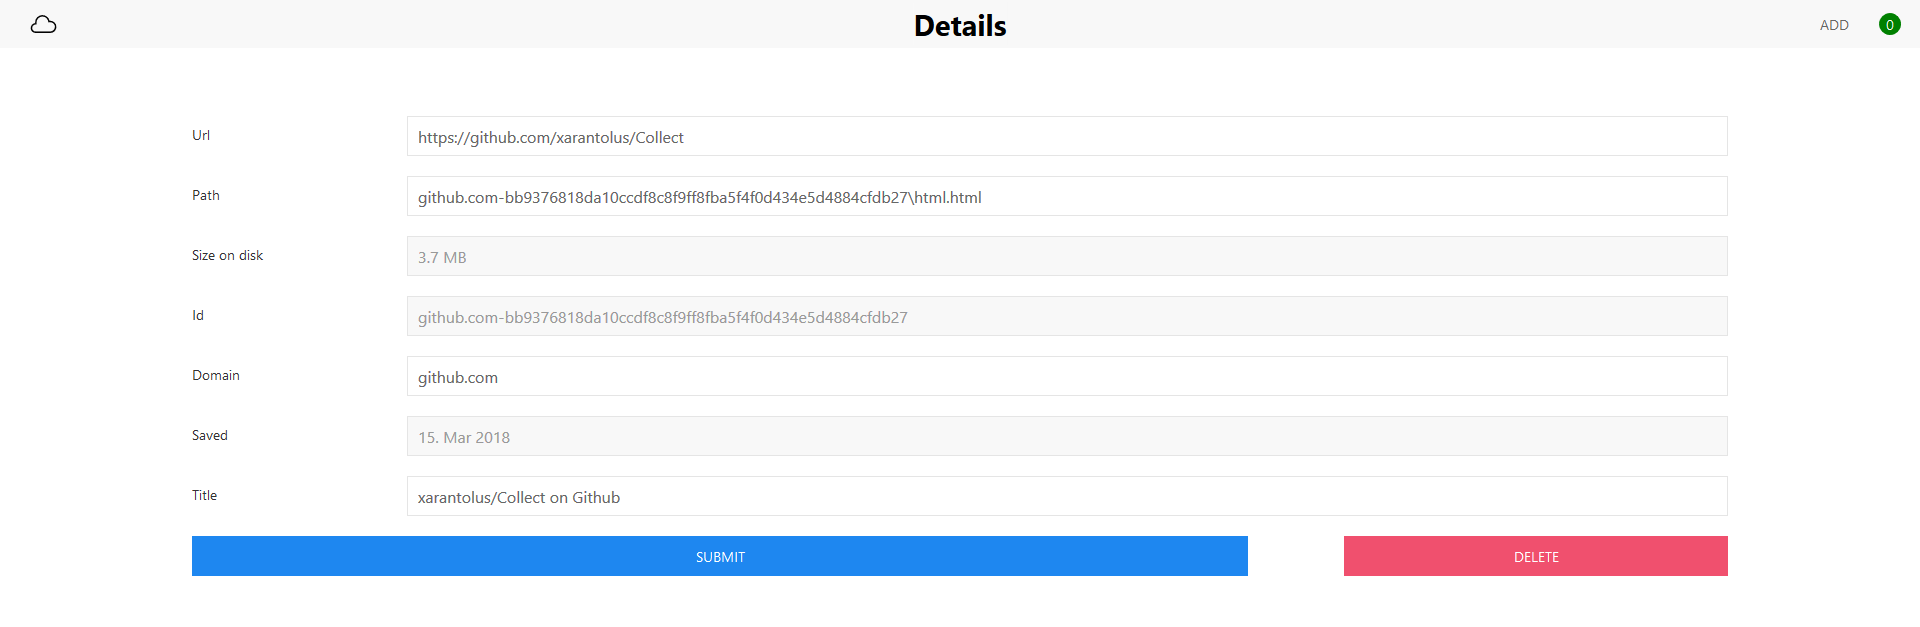 Details
ADD
0
Url
https://github.com/xarantolus/Collect
Path
github.com-bb9376818da10ccdf8c8f9ff8fba5f4f0d434e5d4884cfdb27\html.html
Size on disk
3.7 MB
Id
github.com-bb9376818da10ccdf8c8f9ff8fba5f4f0d434e5d4884cfdb27
Domain
github.com
Saved
15. Mar 2018
Title
xarantolus/Collect on Github
SUBMIT
DELETE